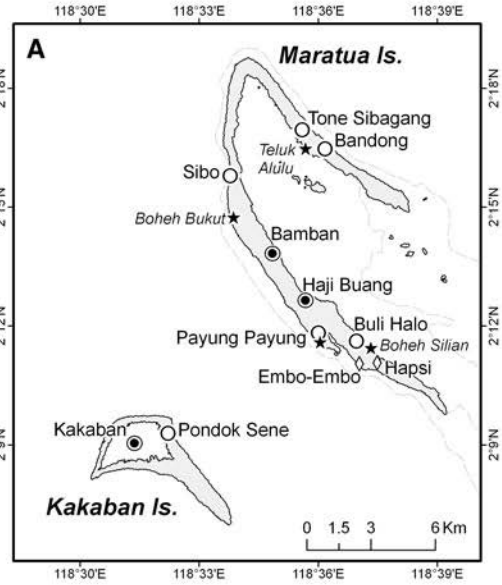 118°30'E 118°33'E 118°36'E 118°39'E
A
Maratua Is.
2°18'N
2°18'N
Tone Sibagang
Teluk
Alulu
Bandong
Sibo
2°15'N
2°15'N
Boheh Bukut
Bamban
Haji Buang
2°12'N
2°12'N
Payung Payung
Buli Halo
Boheh Silian
Embo-Embo
Hapsi
Kakaban
Pondok Sene
2°9'N
2°9'N
Kakaban Is.
0 1.5 3 6 Km
118°30'E 118°33'E 118°36'E 118°39'E